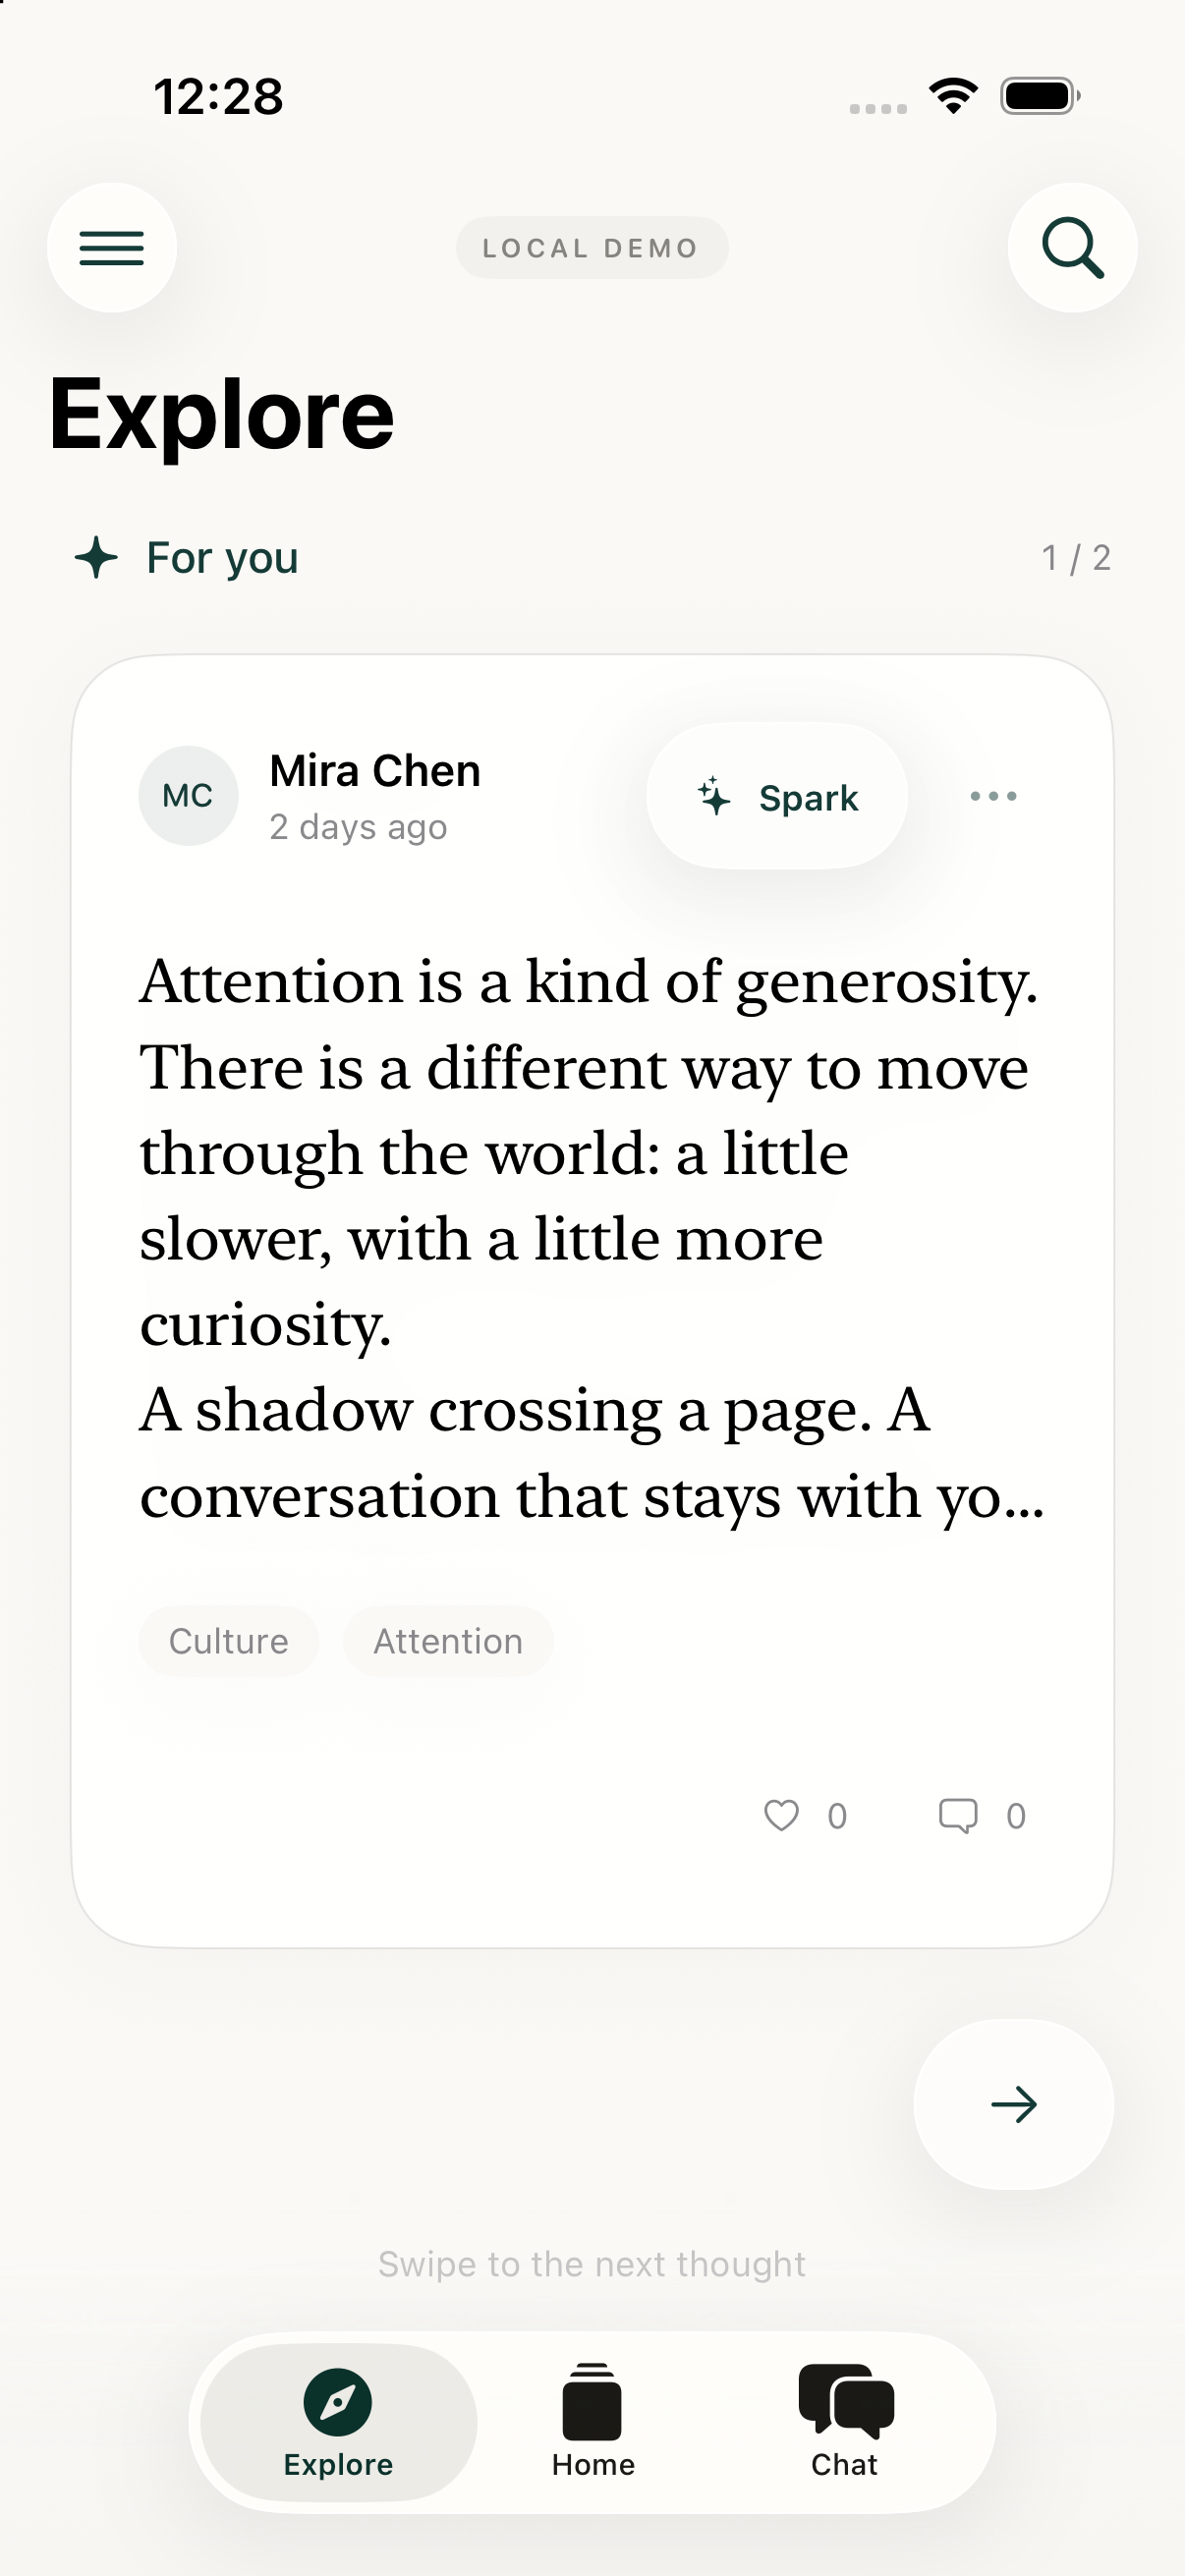 12:28
LOCAL DEMO
Explore
For you
1 / 2
MC
Mira Chen
2 days ago
Spark
Attention is a kind of generosity.
There is a different way to move
through the world: a little
slower, with a little more
curiosity.
A shadow crossing a page. A
conversation that stays with yo...
Culture
Attention
0
0
Swipe to the next thought
Explore
Home
Chat